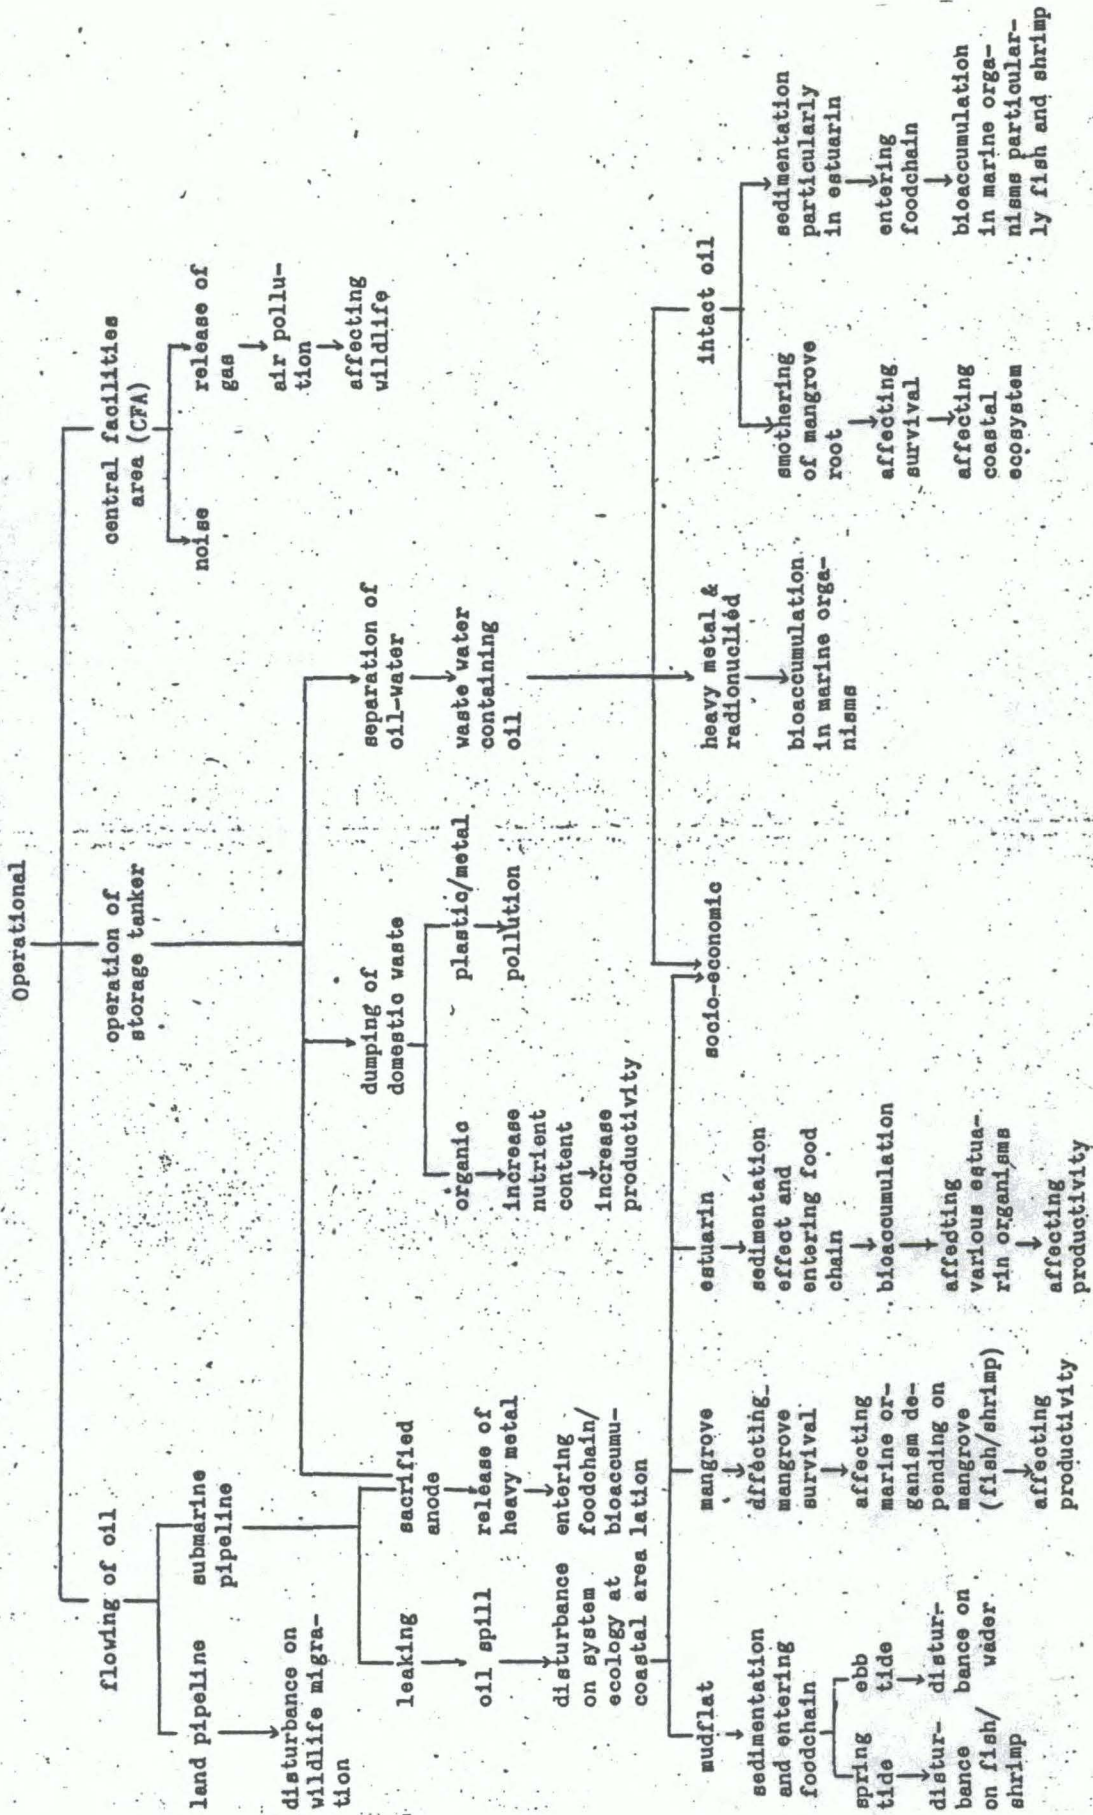 Operational
flowing of oil
operation of
storage tanker
central facilities
area (CFA)
land pipeline
submarine
pipeline
noise
release of
gas
air pollu-
tion
affecting
wildlife
disturbance on
wildlife migra-
tion
leaking
oil spill
disturbance
on system
ecology at
coastal area
sacrified
anode
release of
heavy metal
entering
foodchain/
bioaccumu-
lation
dumping of
domestic waste
organic
increase
nutrient
content
increase
productivity
plastic/metal
pollution
separation of
oil-water
waste water
containing
oil
mudflat
sedimentation
and entering
foodchain
spring
tide
distur-
bance
on fish/
shrimp
ebb
tide
distur-
bance on
wader
mangrove
affecting
mangrove
survival
affecting
marine or-
ganism de-
pending on
mangrove
(fish/shrimp)
affecting
productivity
estuarin
sedimentation
effect and
entering food
chain
bioaccumulation
affecting
various estua-
rin organisms
affecting
productivity
socio-economic
heavy metal &
radionuclied
bioaccumulation
in marine orga-
nisms
intact oil
smothering
of mangrove
root
affecting
survival
affecting
coastal
ecosystem
sedimentation
particularly
in estuarin
entering
foodchain
bioaccumulation
in marine orga-
nisms particular-
ly fish and shrimp